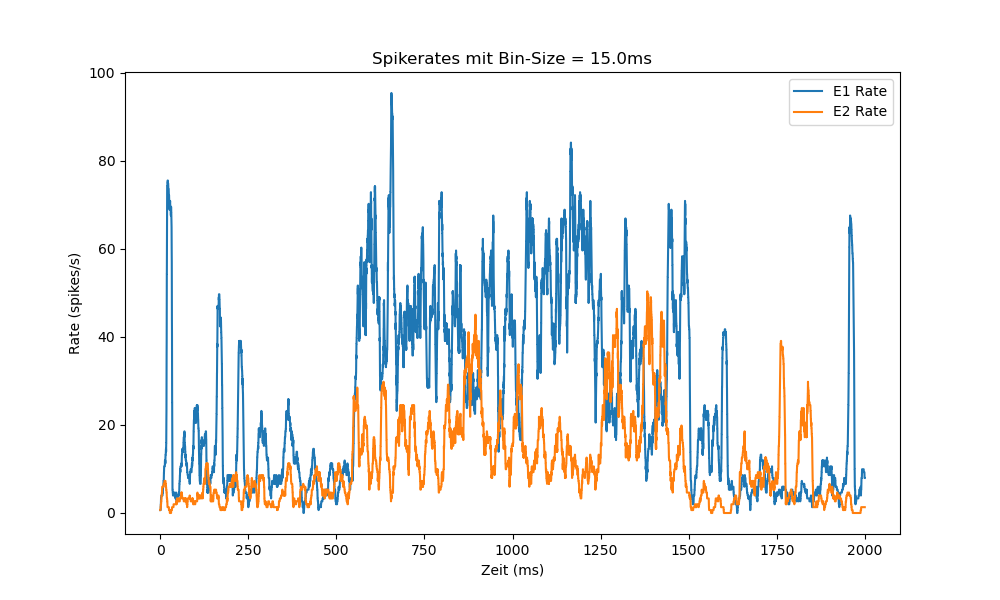 Spikerates mit Bin-Size = 15.0ms
E1 Rate
E2 Rate
Rate (spikes/s)
100
80
60
40
20
0
0 250 500 750 1000 1250 1500 1750 2000
Zeit (ms)